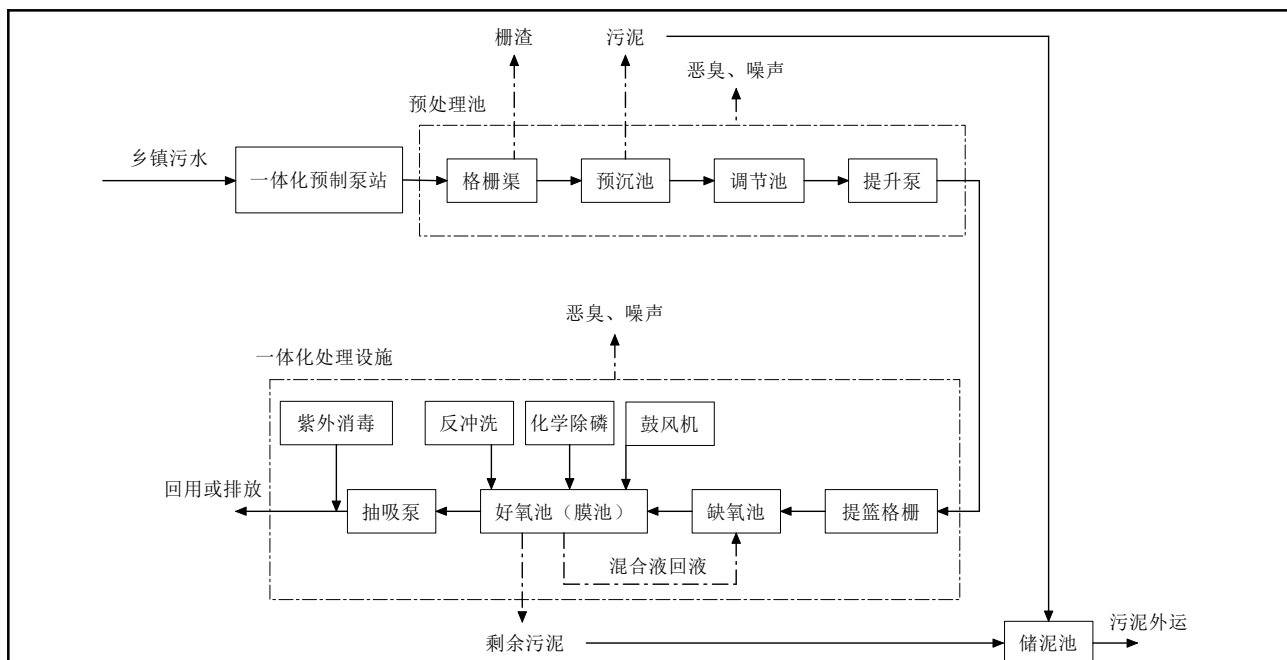 栅渣
污泥
恶臭、噪声
预处理池
乡镇污水
一体化预制泵站
格栅渠
预沉池
调节池
提升泵
恶臭、噪声
一体化处理设施
紫外消毒
反冲洗
化学除磷
鼓风机
回用或排放
抽吸泵
好氧池（膜池）
缺氧池
提篮格栅
混合液回液
剩余污泥
储泥池
污泥外运